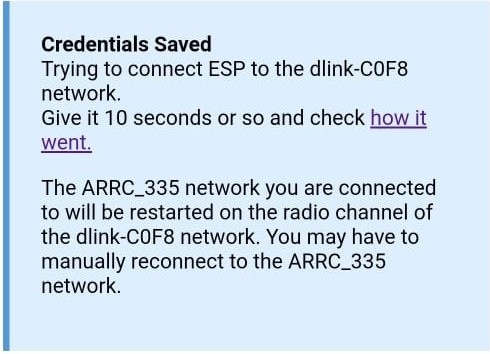 Credentials Saved
Trying to connect ESP to the dlink-C0F8
network.
Give it 10 seconds or so and check how it
went.
The ARRC_335 network you are connected
to will be restarted on the radio channel of
the dlink-C0F8 network. You may have to
manually reconnect to the ARRC_335
network.